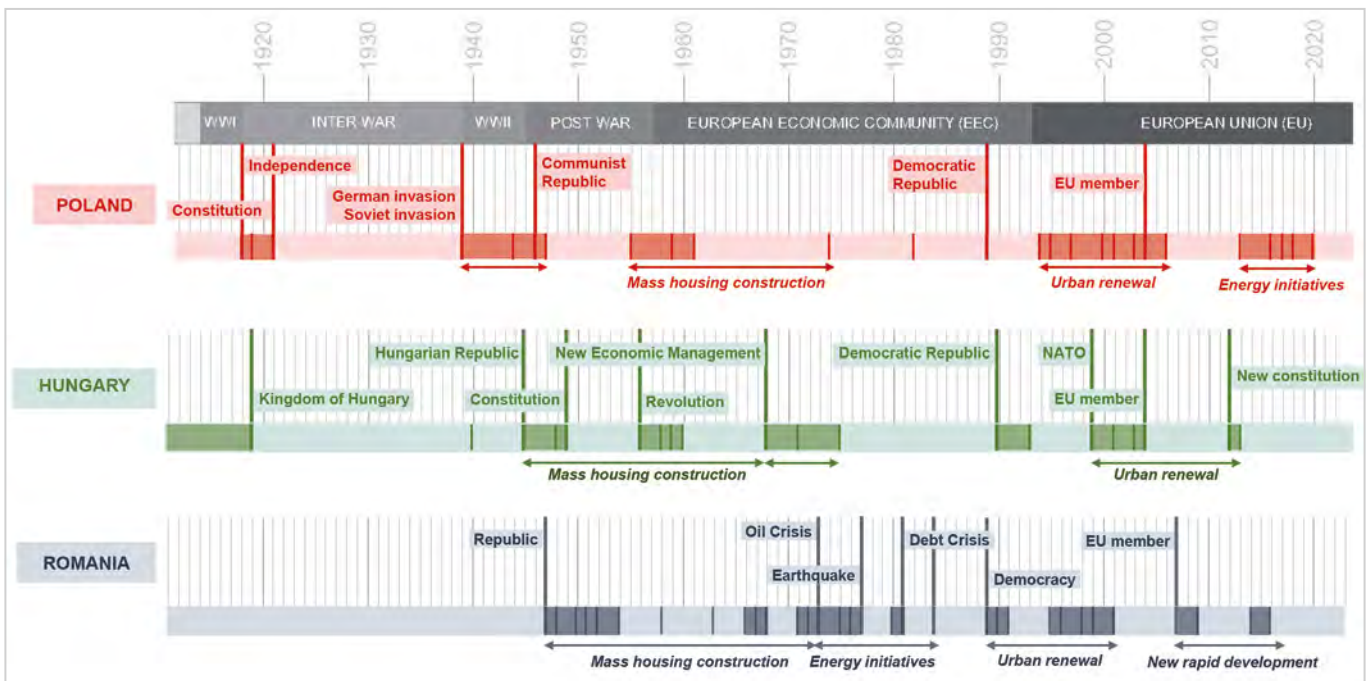 1920
1930
1940
1950
1960
1970
1980
1990
2000
2010
2020
WWI
INTER WAR
WWII
POST WAR
EUROPEAN ECONOMIC COMMUNITY (EEC)
EUROPEAN UNION (EU)
POLAND
Constitution
Independence
German invasion
Soviet invasion
Communist
Republic
Democratic
Republic
EU member
Mass housing construction
Urban renewal
Energy initiatives
HUNGARY
Kingdom of Hungary
Hungarian Republic
Constitution
New Economic Management
Revolution
Democratic Republic
NATO
EU member
New constitution
Mass housing construction
Urban renewal
ROMANIA
Republic
Oil Crisis
Earthquake
Debt Crisis
Democracy
EU member
Mass housing construction
Energy initiatives
Urban renewal
New rapid development